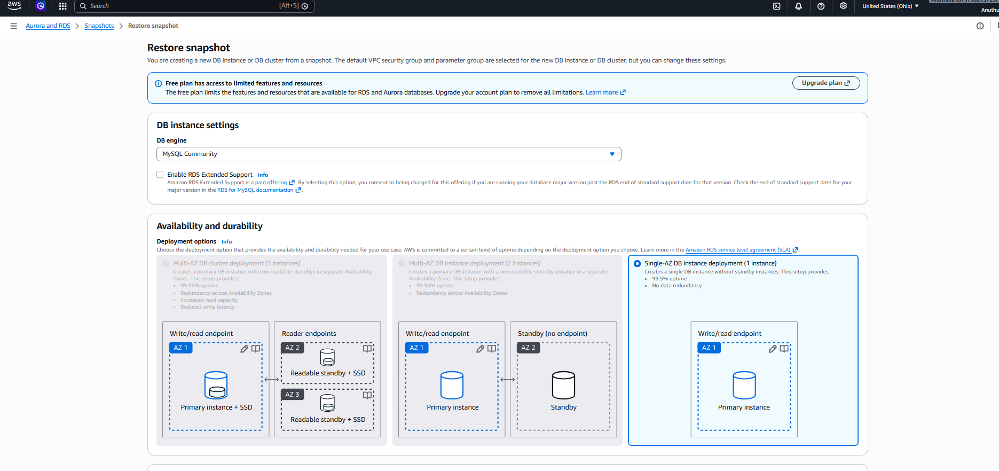 aws
Search
[Alt+S]
United States (Ohio)
Aurora and RDS
Snapshots
Restore snapshot
Restore snapshot
You are creating a new DB instance or DB cluster from a snapshot. The default VPC security group and parameter group are selected for the new DB instance or DB cluster, but you can change these settings.
Free plan has access to limited features and resources
The free plan limits the features and resources that are available for RDS and Aurora databases. Upgrade your account plan to remove all limitations. Learn more
Upgrade plan
DB instance settings
DB engine
MySQL Community
Enable RDS Extended Support Info
Amazon RDS Extended Support is a paid offering. By selecting this option, you consent to being charged for this offering if you are running your database major version past the RDS end of standard support date for that version. Check the end of standard support date for your
major version in the RDS for MySQL documentation.
Availability and durability
Deployment options Info
Choose the deployment option that provides the availability and durability needed for your use case. AWS is committed to a certain level of uptime depending on the deployment option you choose. Learn more in the Amazon RDS service level agreement (SLA).
Multi-AZ DB cluster deployment (3 instances)
Creates a primary DB instance with two readable standbys in separate Availability
Zones. This setup provides:
• 99.95% uptime
• Redundancy across Availability Zones
• Increased read capacity
• Reduced write latency
Write/read endpoint
AZ 1
Primary instance + SSD
Reader endpoints
AZ 2
Readable standby + SSD
AZ 3
Readable standby + SSD
Multi-AZ DB instance deployment (2 instances)
Creates a primary DB instance with a non-readable standby instance in a separate
Availability Zone. This setup provides:
• 99.95% uptime
• Redundancy across Availability Zones
Write/read endpoint
AZ 1
Primary instance
Standby (no endpoint)
AZ 2
Standby
Single-AZ DB instance deployment (1 instance)
Creates a single DB instance without standby instances. This setup provides:
• 99.5% uptime
• No data redundancy
Write/read endpoint
AZ 1
Primary instance